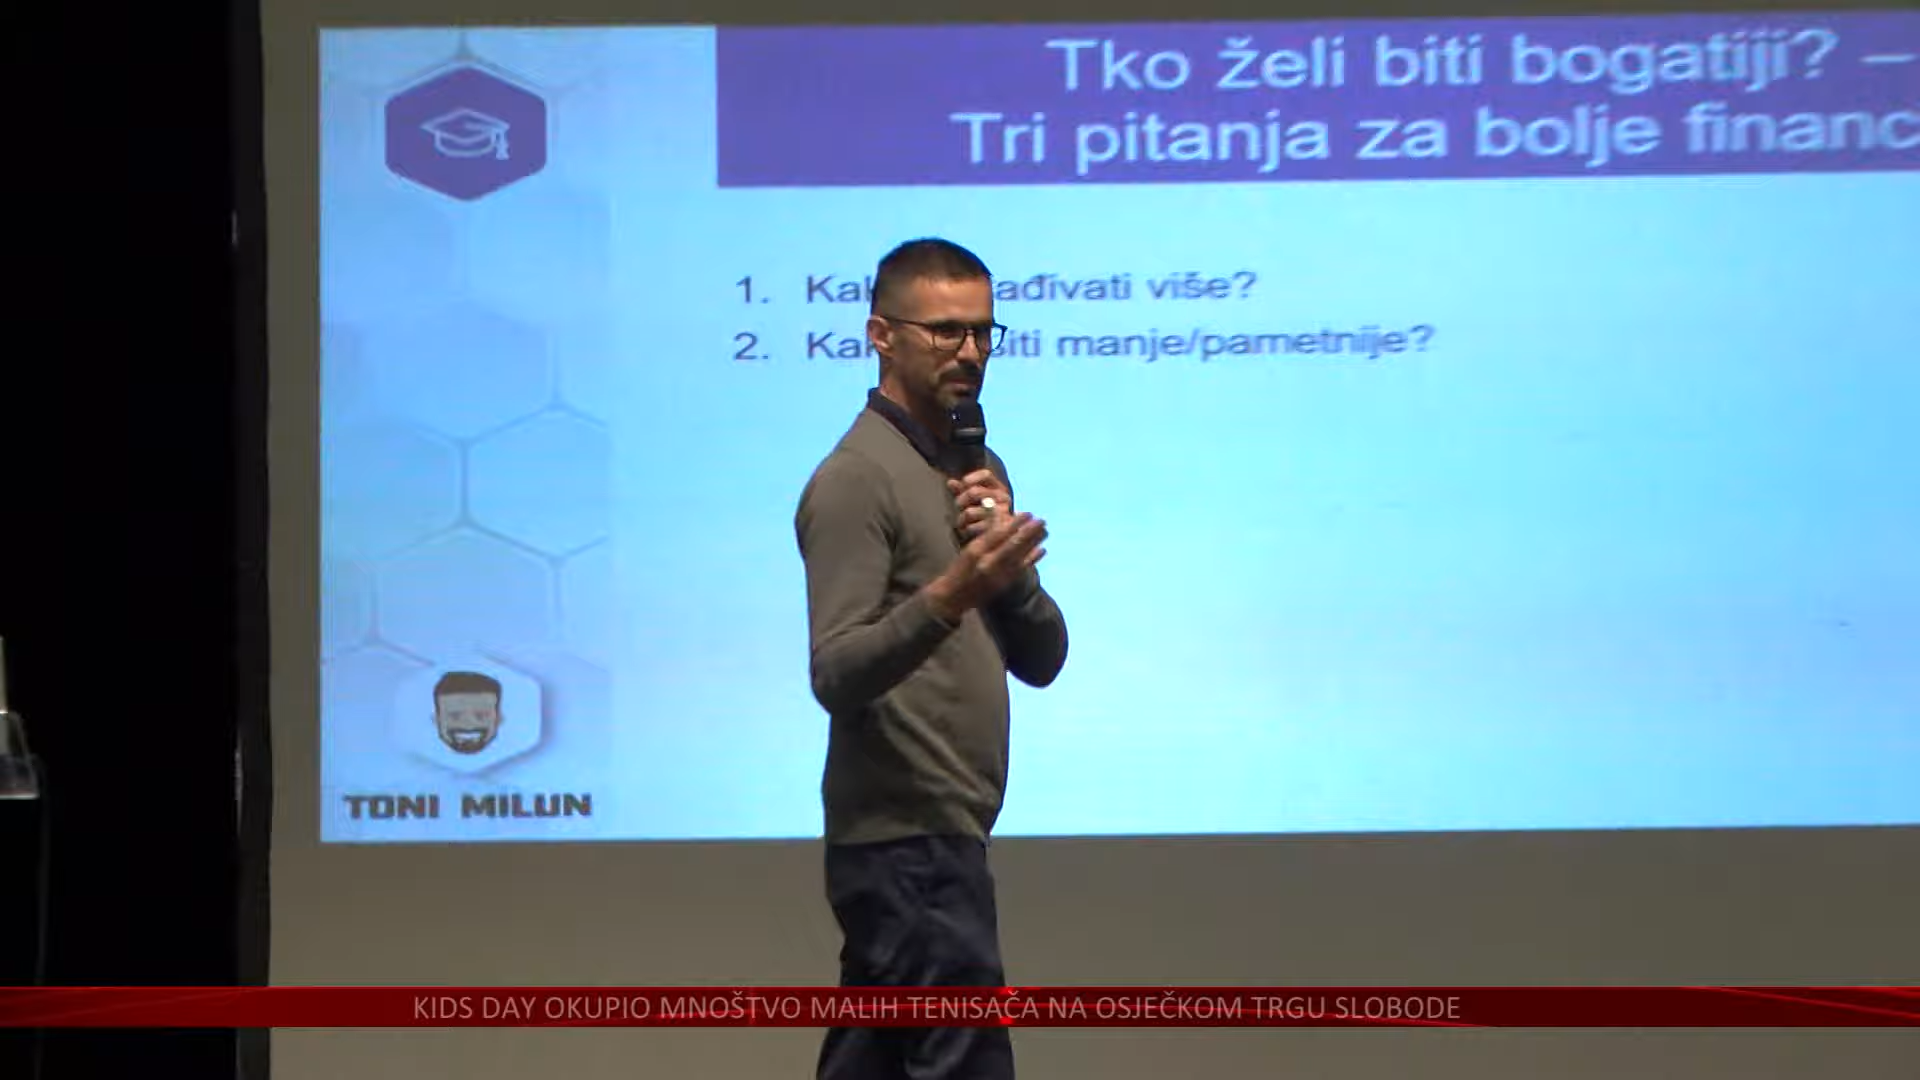 Tko želi biti bogatiji? –
Tri pitanja za bolje financ
1. Kak ađivati više?
2. Kak siti manje/pametnije?
TONI MILUN
KIDS DAY OKUPIO MNOŠTVO MALIH TENISAČA NA OSJEČKOM TRGU SLOBODE